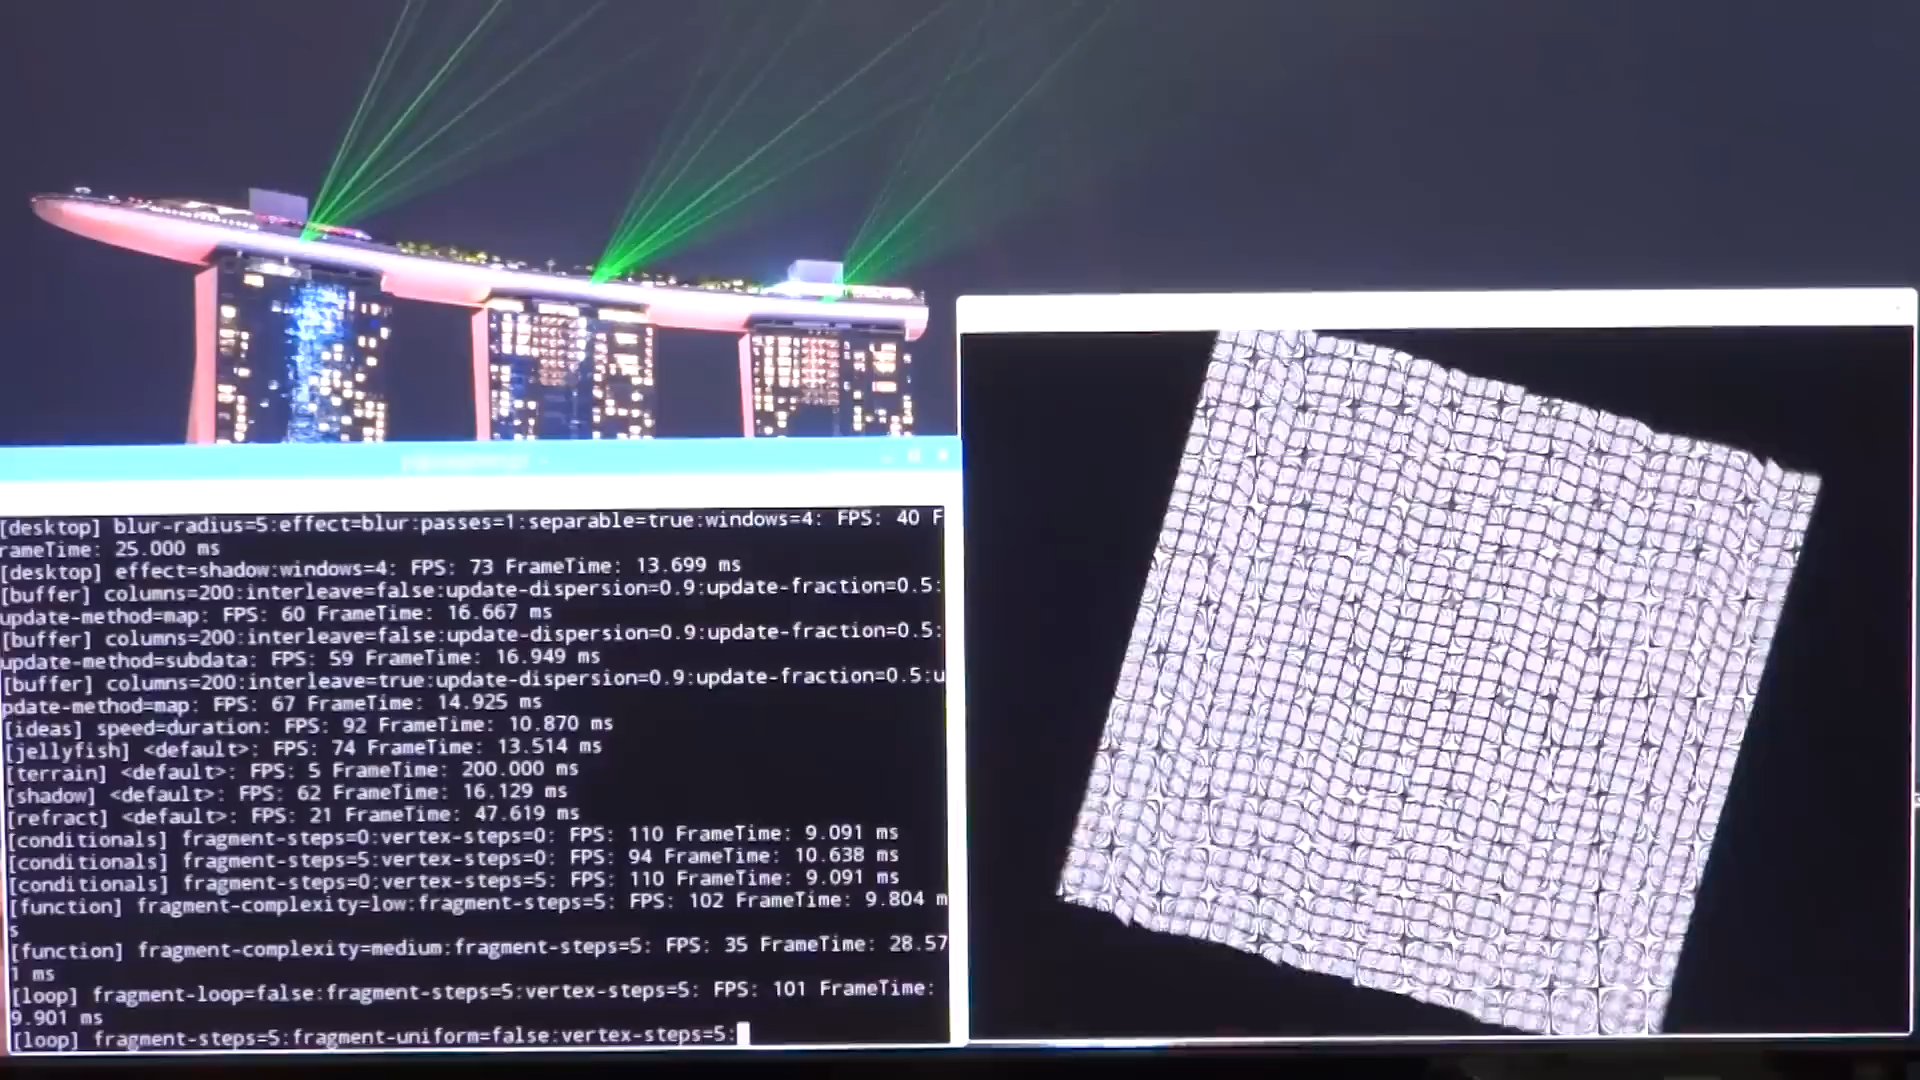 [desktop] blur-radius=5:effect=blur:passes=1:separable=true:windows=4: FPS: 40 F
rameTime: 25.000 ms
[desktop] effect=shadow:windows=4: FPS: 73 FrameTime: 13.699 ms
[buffer] columns=200:interleave=false:update-dispersion=0.9:update-fraction=0.5:
update-method=map: FPS: 60 FrameTime: 16.667 ms
[buffer] columns=200:interleave=false:update-dispersion=0.9:update-fraction=0.5:
update-method=subdata: FPS: 59 FrameTime: 16.949 ms
[buffer] columns=200:interleave=true:update-dispersion=0.9:update-fraction=0.5:u
pdate-method=map: FPS: 67 FrameTime: 14.925 ms
[ideas] speed=duration: FPS: 92 FrameTime: 10.870 ms
[jellyfish] <default>: FPS: 74 FrameTime: 13.514 ms
[terrain] <default>: FPS: 5 FrameTime: 200.000 ms
[shadow] <default>: FPS: 62 FrameTime: 16.129 ms
[refract] <default>: FPS: 21 FrameTime: 47.619 ms
[conditionals] fragment-steps=0:vertex-steps=0: FPS: 110 FrameTime: 9.091 ms
[conditionals] fragment-steps=5:vertex-steps=0: FPS: 94 FrameTime: 10.638 ms
[conditionals] fragment-steps=0:vertex-steps=5: FPS: 110 FrameTime: 9.091 ms
[function] fragment-complexity=low:fragment-steps=5: FPS: 102 FrameTime: 9.804 m
s
[function] fragment-complexity=medium:fragment-steps=5: FPS: 35 FrameTime: 28.57
1 ms
[loop] fragment-loop=false:fragment-steps=5:vertex-steps=5: FPS: 101 FrameTime:
9.901 ms
[loop] fragment-steps=5:fragment-uniform=false:vertex-steps=5: